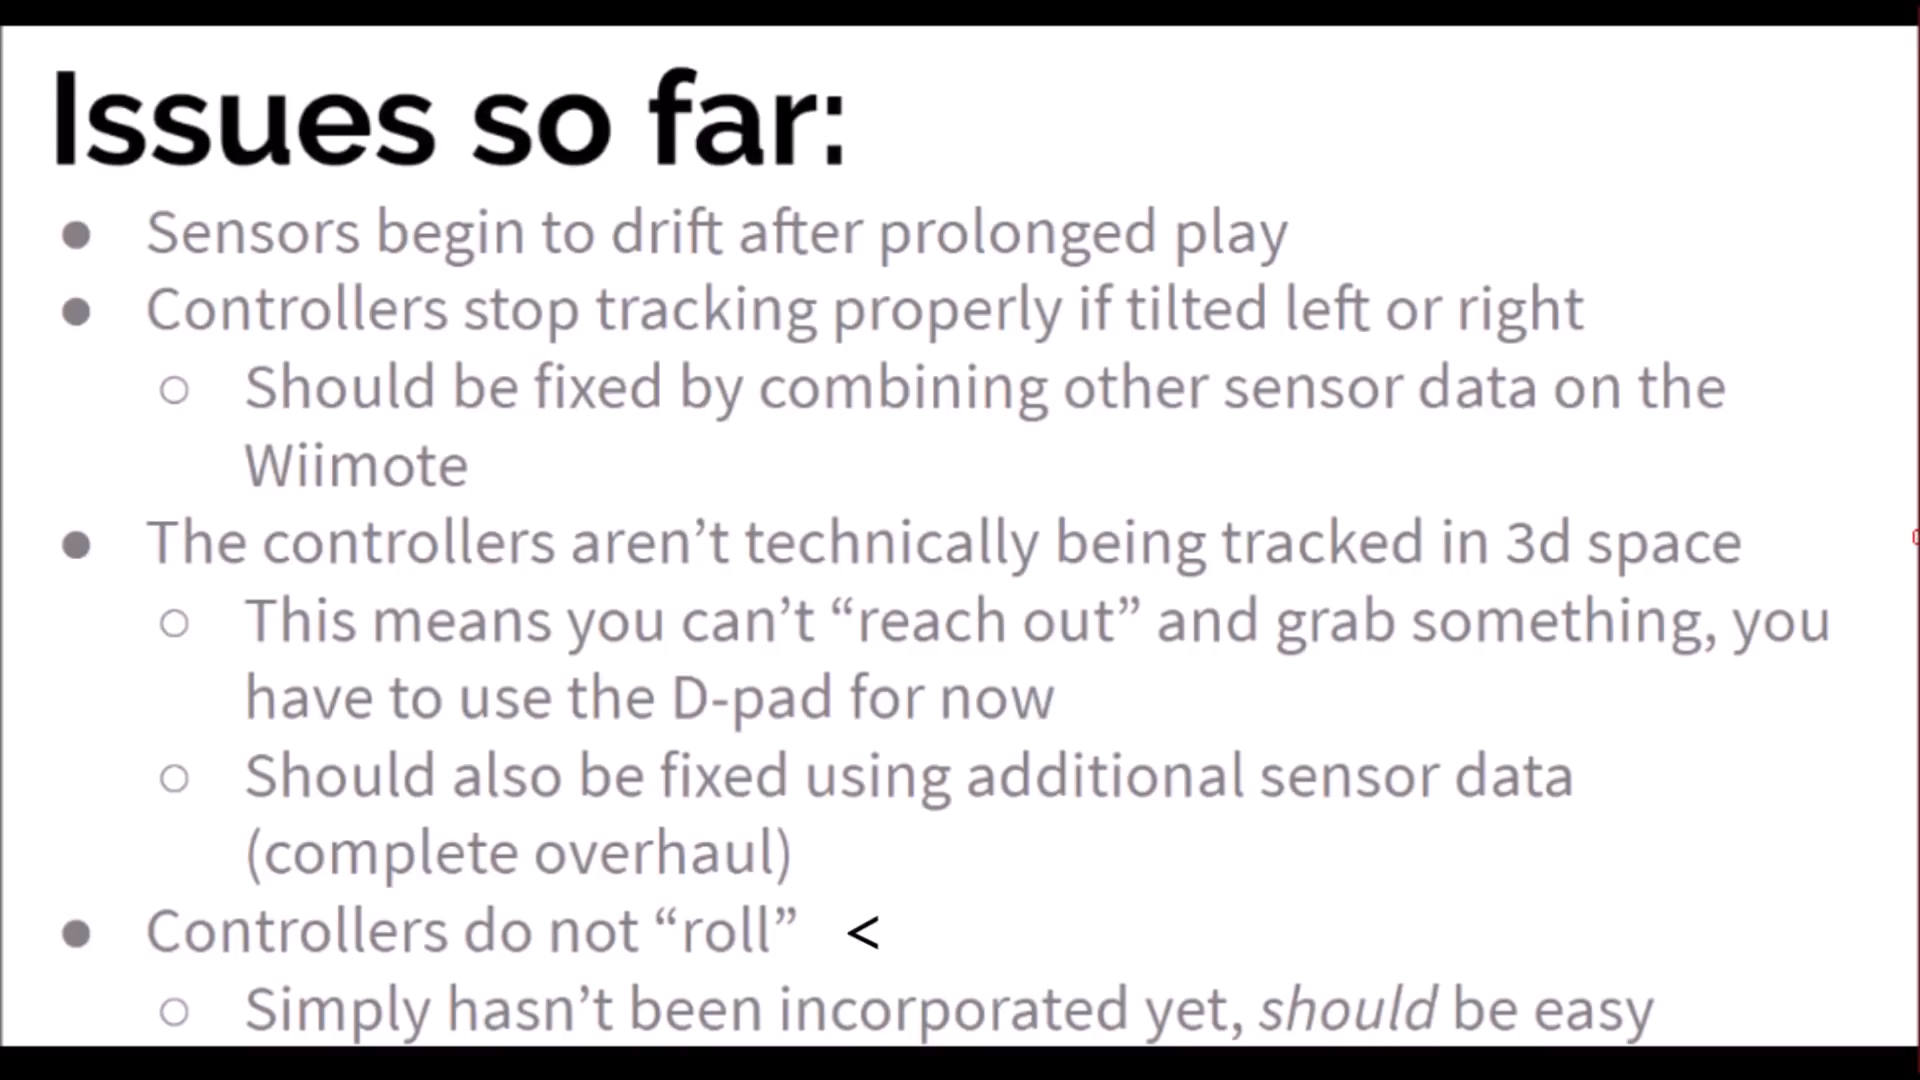 Issues so far:
● Sensors begin to drift after prolonged play
● Controllers stop tracking properly if tilted left or right
○ Should be fixed by combining other sensor data on the
Wiimote
● The controllers aren’t technically being tracked in 3d space
○ This means you can’t “reach out” and grab something, you
have to use the D-pad for now
○ Should also be fixed using additional sensor data
(complete overhaul)
● Controllers do not “roll” <
○ Simply hasn’t been incorporated yet, should be easy